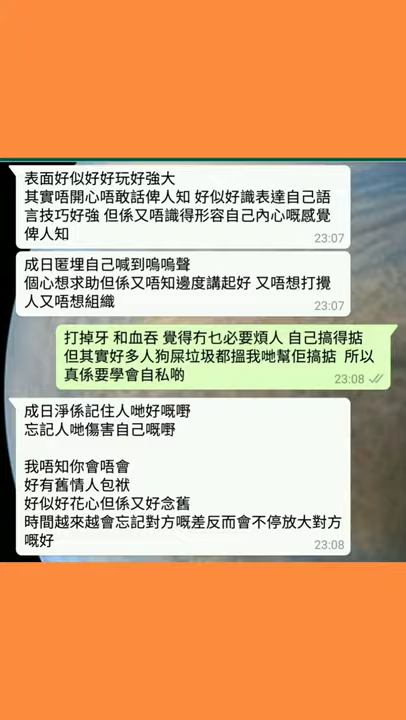 表面好似好好玩好強大
其實唔開心唔敢話俾人知 好似好識表達自己語
言技巧好強 但係又唔識得形容自己內心嘅感覺
俾人知
23:07
成日匿埋自己喊到嗚嗚聲
個心想求助但係又唔知邊度講起好 又唔想打攪
人又唔想組織
23:07
打掉牙 和血吞 覺得冇乜必要煩人 自己搞得掂
但其實好多人狗屎垃圾都搵我哋幫佢搞掂 所以
真係要學會自私啲
23:08
成日淨係記住人哋好嘅嘢
忘記人哋傷害自己嘅嘢
我唔知你會唔會
好有舊情人包袱
好似好花心但係又好念舊
時間越來越會忘記對方嘅差反而會不停放大對方
嘅好
23:08